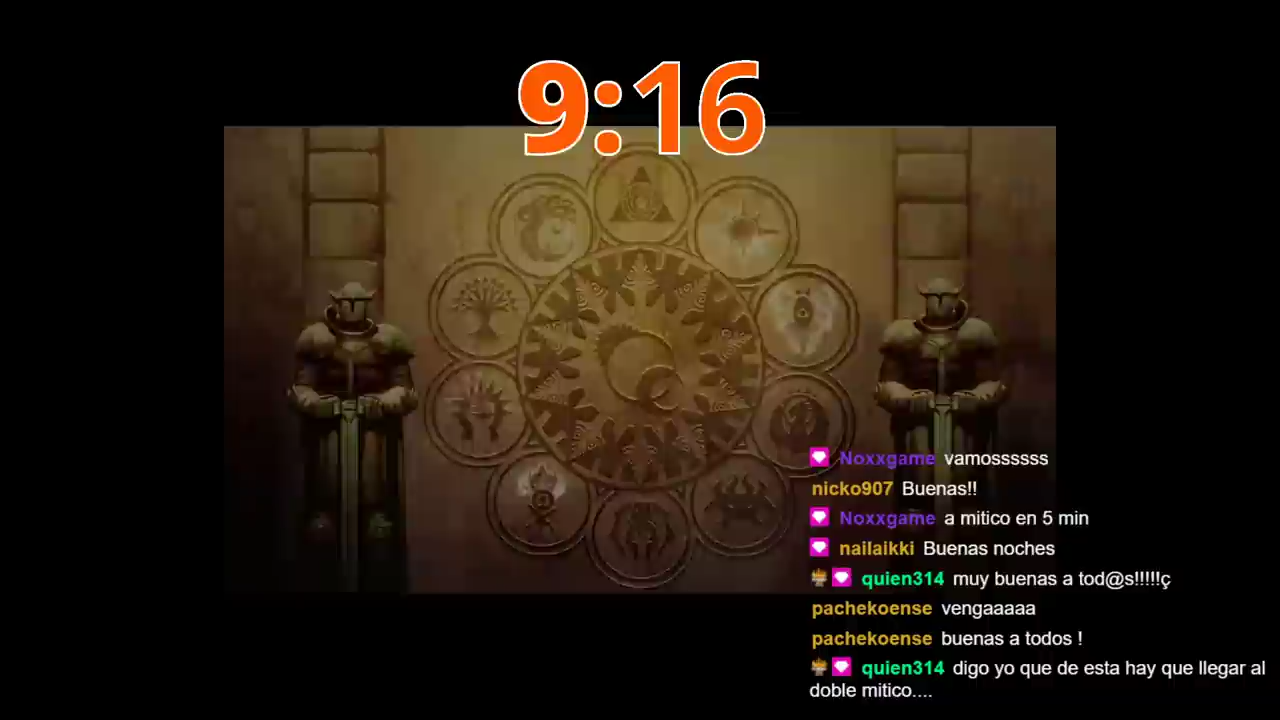 9:16
Noxxgame vamossssss
nicko907 Buenas!!
Noxxgame a mitico en 5 min
nailaikki Buenas noches
quien314 muy buenas a tod@s!!!!!ç
pachekoense vengaaaaa
pachekoense buenas a todos !
quien314 digo yo que de esta hay que llegar al
doble mitico....